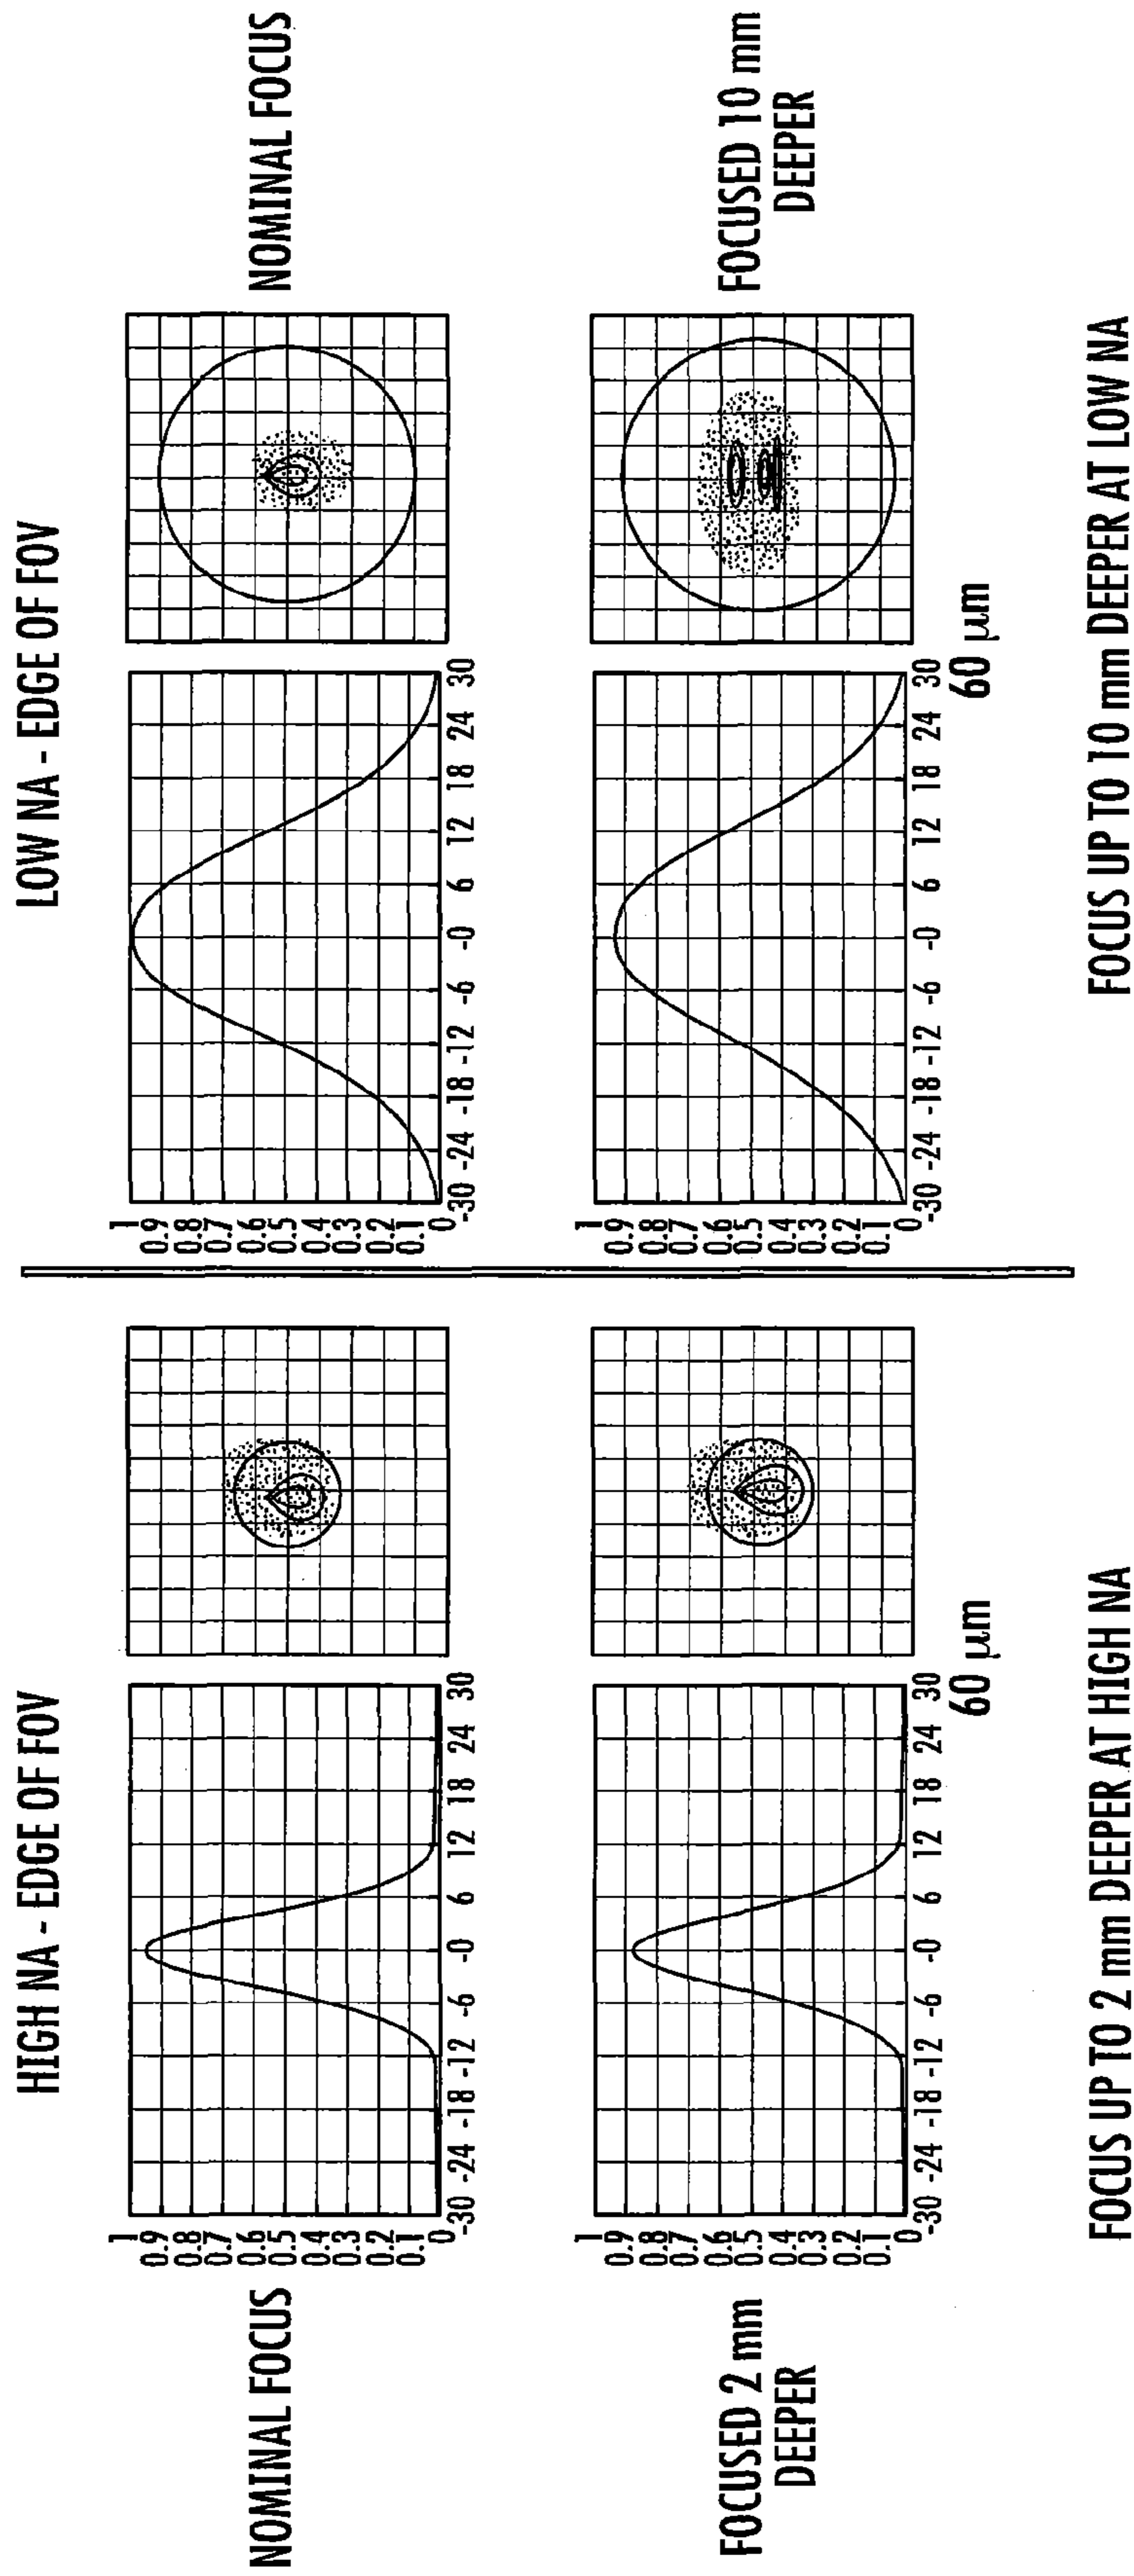 HIGH NA - EDGE OF FOV
LOW NA - EDGE OF FOV
NOMINAL FOCUS
1
0.9
0.8
0.7
0.6
0.5
0.4
0.3
0.2
0.1
0
-30 -24 -18 -12 -6 -0 6 12 18 24 30
1
0.9
0.8
0.7
0.6
0.5
0.4
0.3
0.2
0.1
0
-30 -24 -18 -12 -6 -0 6 12 18 24 30
NOMINAL FOCUS
FOCUSED 2 mm
DEEPER
1
0.9
0.8
0.7
0.6
0.5
0.4
0.3
0.2
0.1
0
-30 -24 -18 -12 -6 -0 6 12 18 24 30
60 µm
1
0.9
0.8
0.7
0.6
0.5
0.4
0.3
0.2
0.1
0
-30 -24 -18 -12 -6 -0 6 12 18 24 30
60 µm
FOCUSED 10 mm
DEEPER
FOCUS UP TO 2 mm DEEPER AT HIGH NA
FOCUS UP TO 10 mm DEEPER AT LOW NA